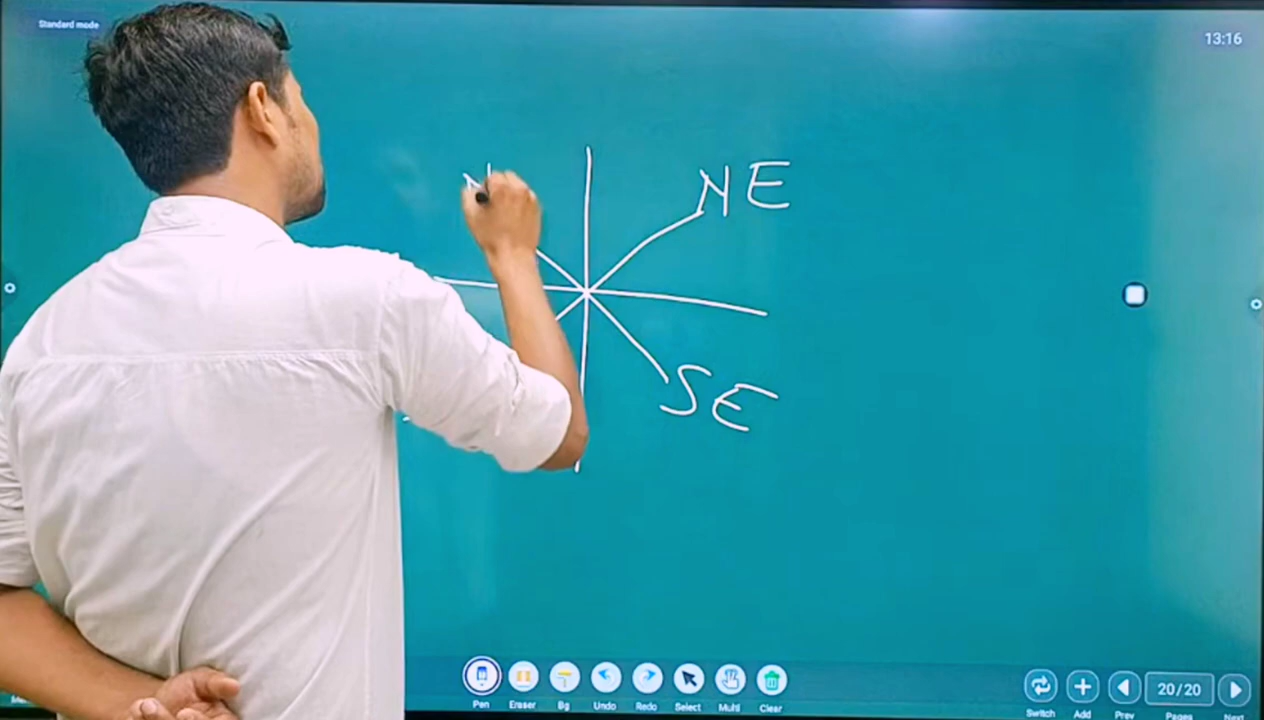 Standard mode
13:16
N
NE
SE
Pen Eraser Bg Undo Redo Select Multi Clear
Switch Add Prev Pages Next
20/20